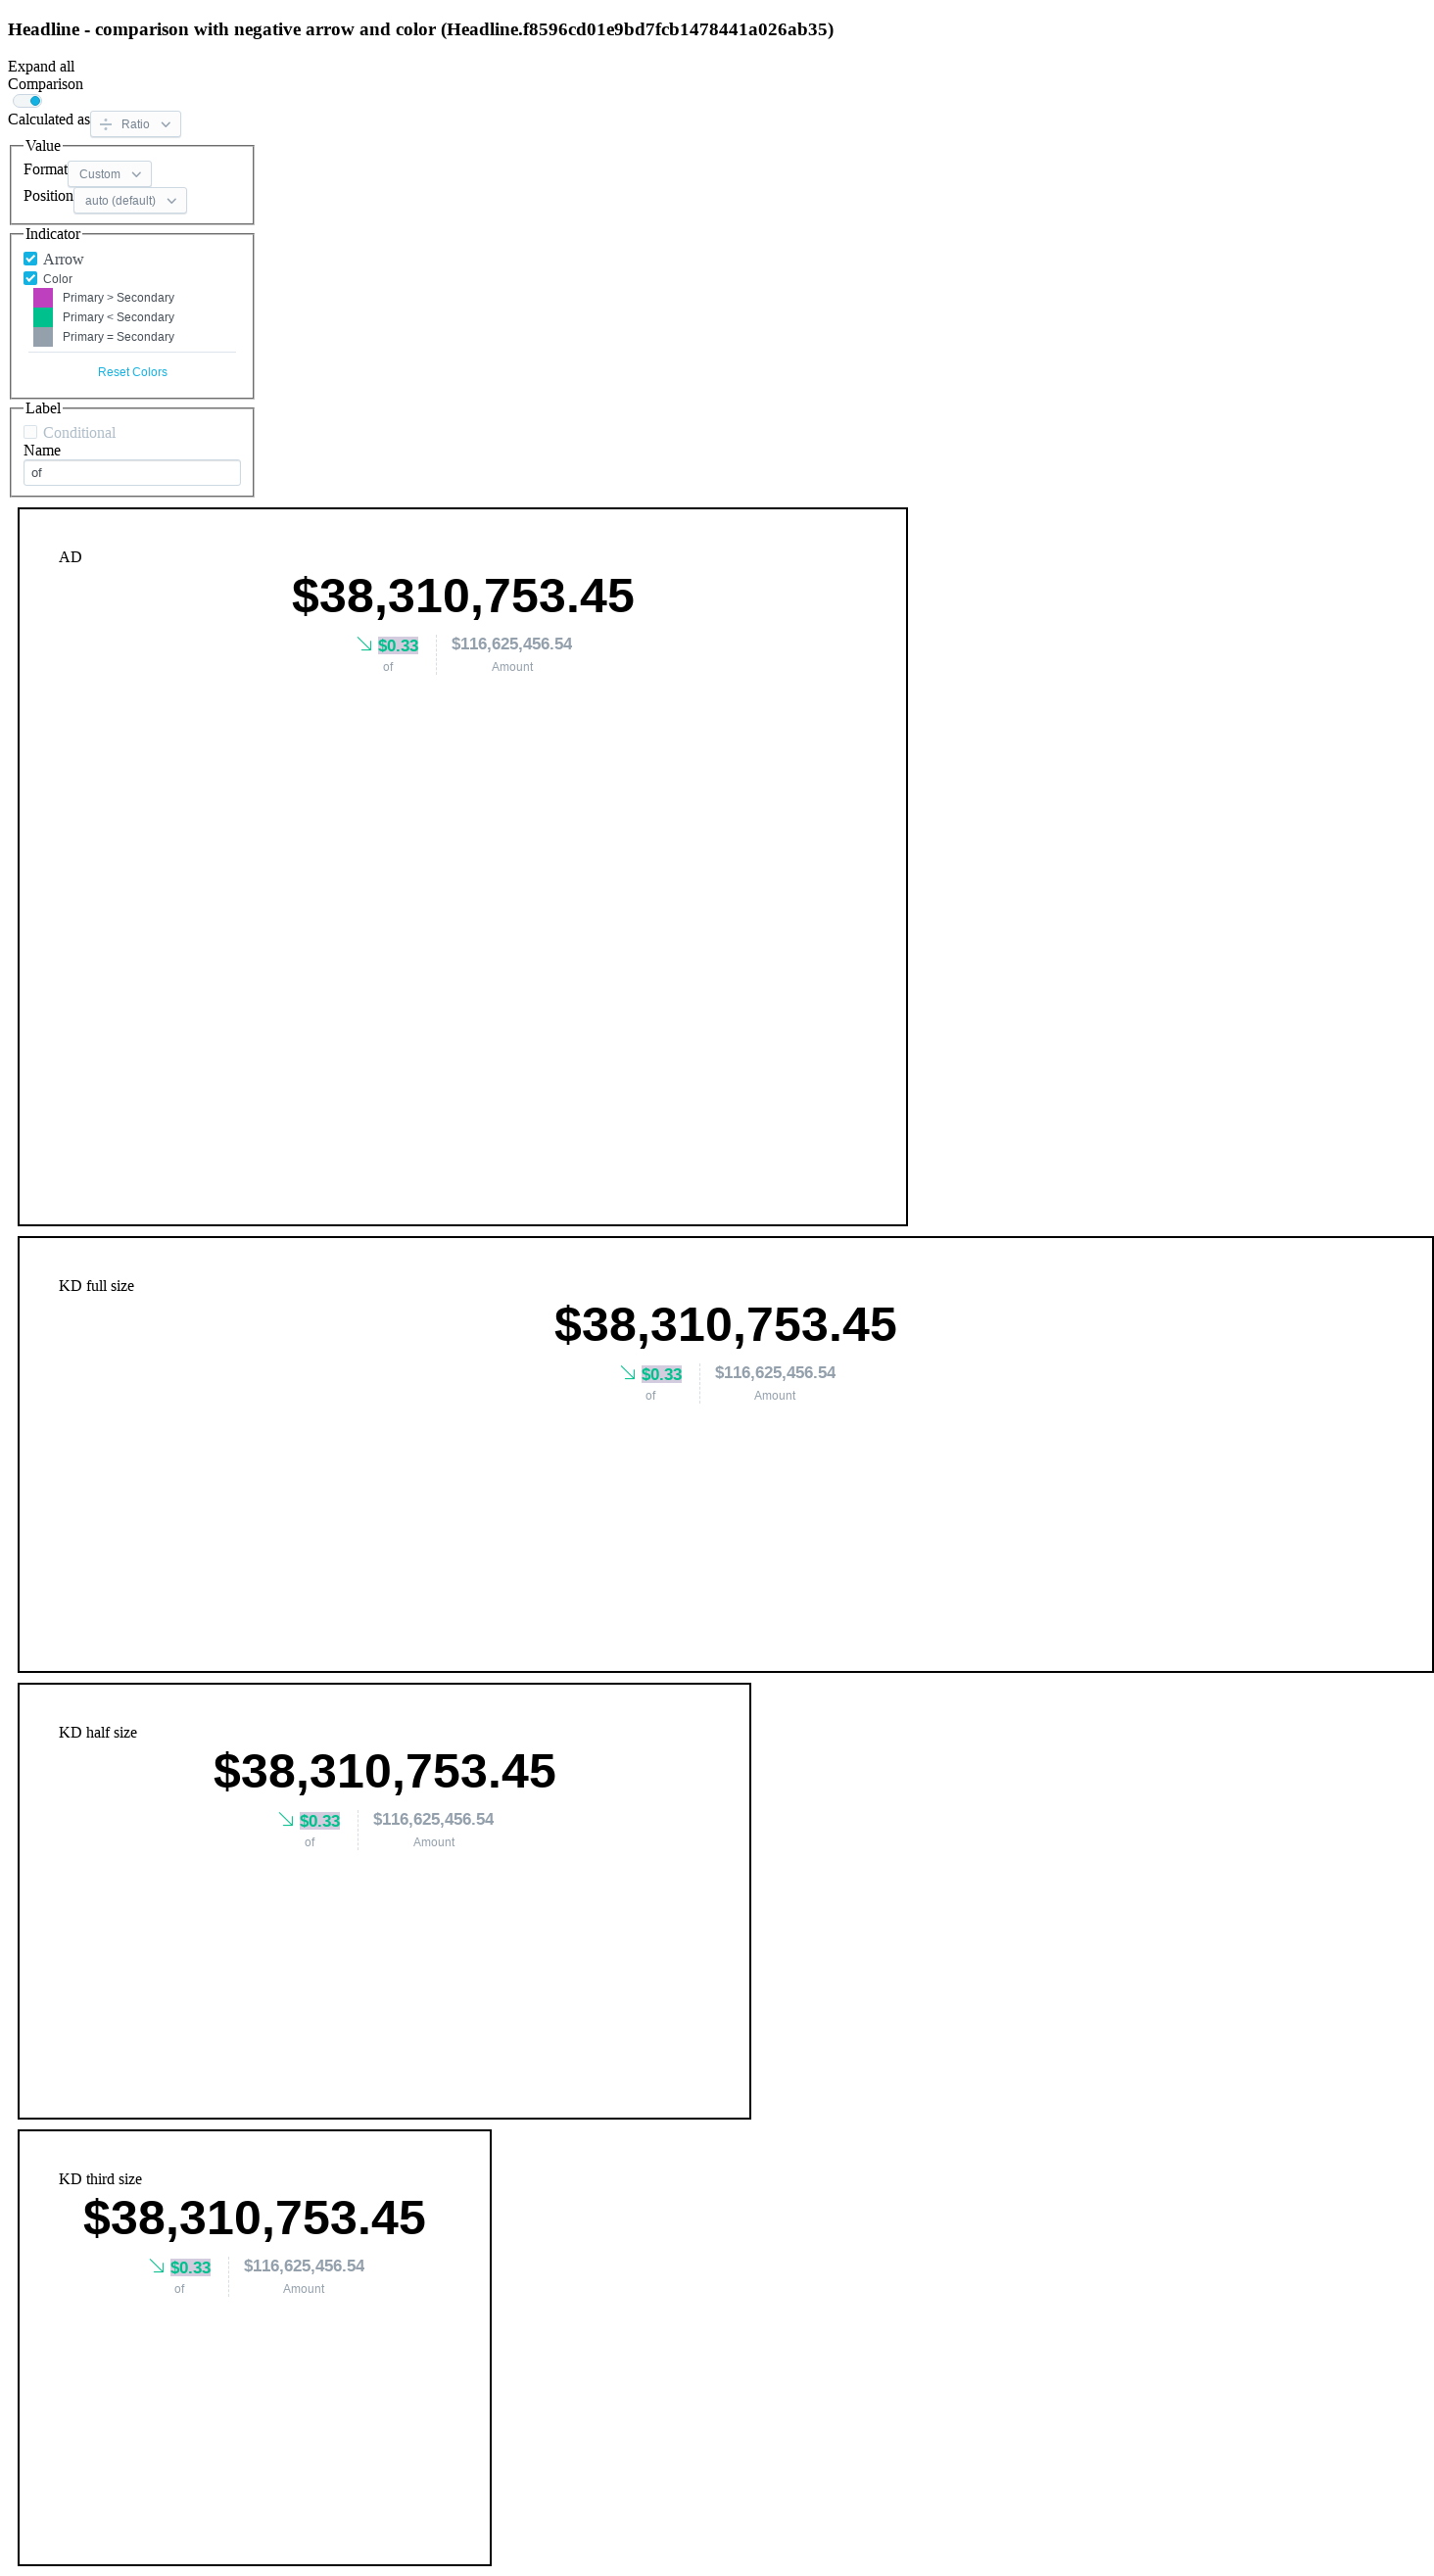 Headline - comparison with negative arrow and color (Headline.f8596cd01e9bd7fcb1478441a026ab35)
Expand all
Comparison
Calculated as Ratio
Value
Format Custom
Position auto (default)
Indicator
Arrow
Color
Primary > Secondary
Primary < Secondary
Primary = Secondary
Reset Colors
Label
Conditional
Name
of
AD
$38,310,753.45
$0.33 $116,625,456.54
of Amount
KD full size
$38,310,753.45
$0.33 $116,625,456.54
of Amount
KD half size
$38,310,753.45
$0.33 $116,625,456.54
of Amount
KD third size
$38,310,753.45
$0.33 $116,625,456.54
of Amount